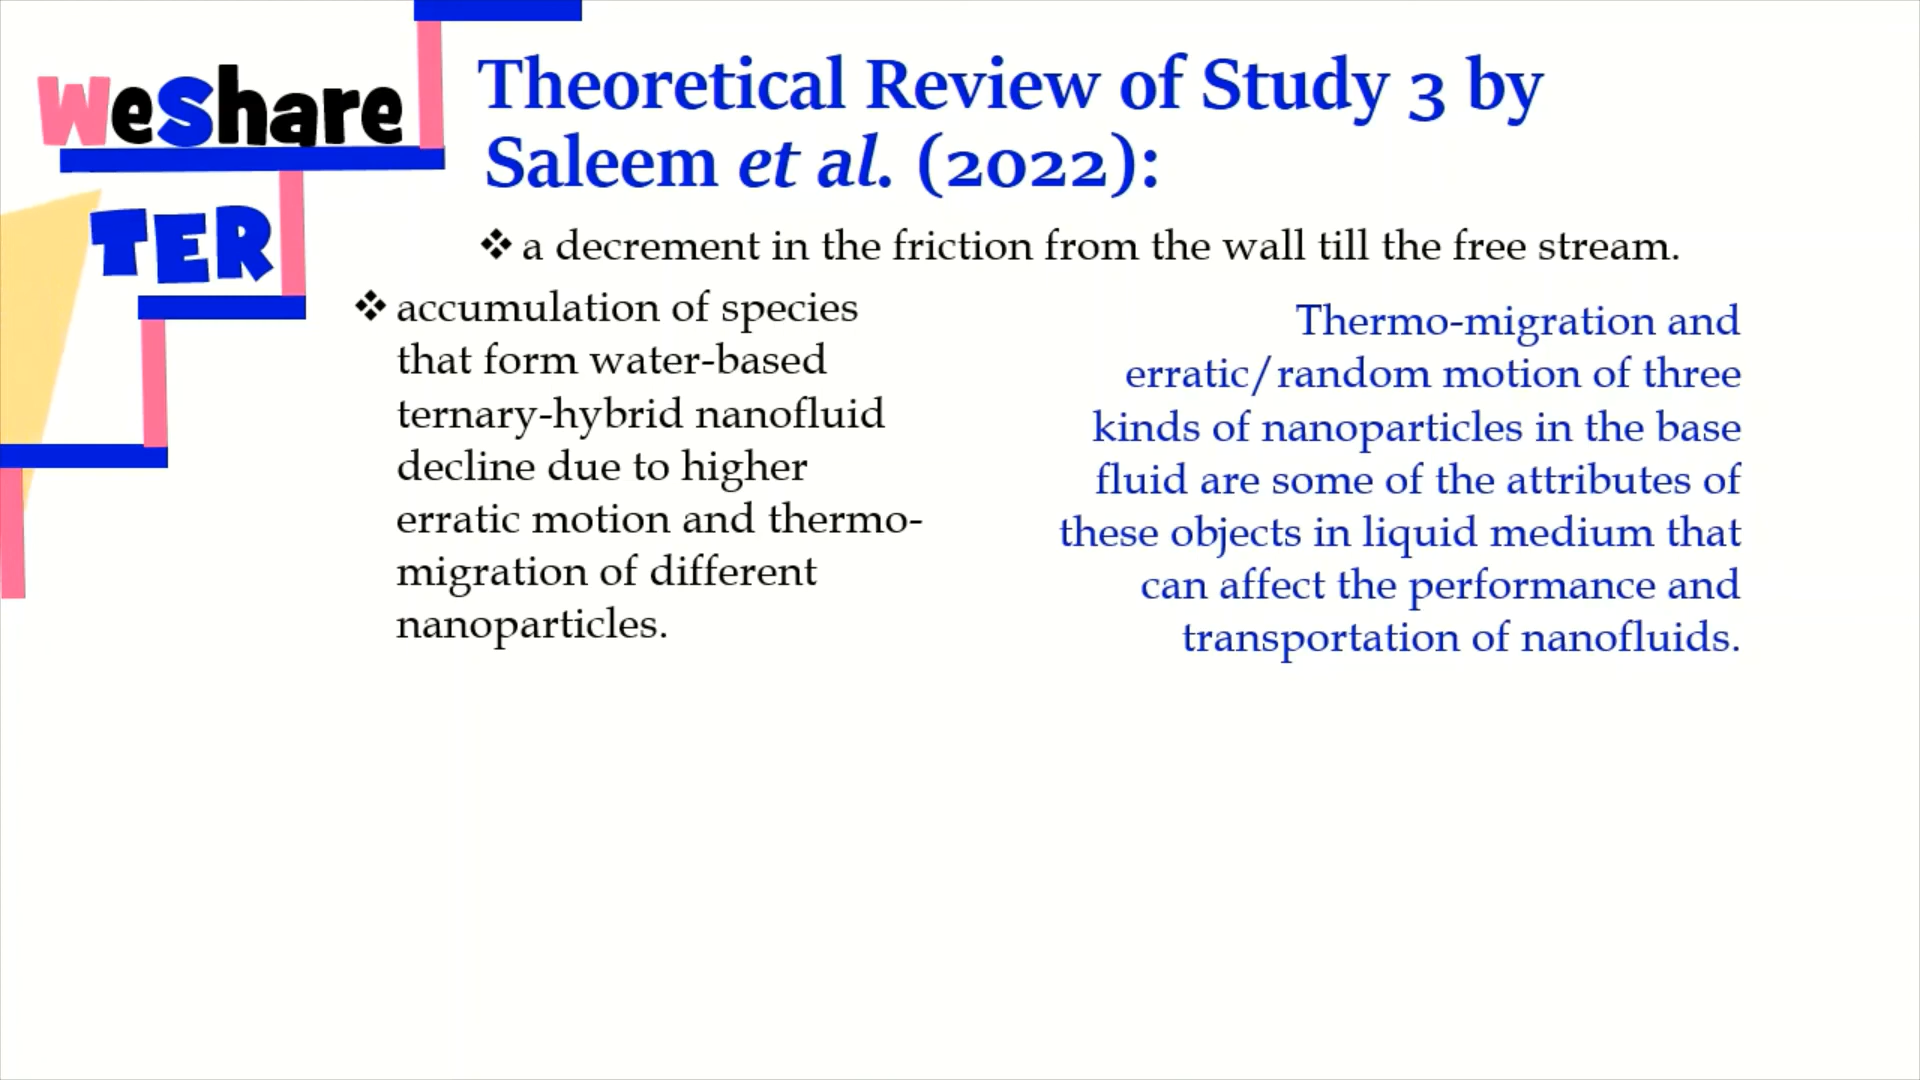 WeShare
TER
Theoretical Review of Study 3 by
Saleem et al. (2022):
❖ a decrement in the friction from the wall till the free stream.
❖ accumulation of species
that form water-based
ternary-hybrid nanofluid
decline due to higher
erratic motion and thermo-
migration of different
nanoparticles.
Thermo-migration and
erratic/random motion of three
kinds of nanoparticles in the base
fluid are some of the attributes of
these objects in liquid medium that
can affect the performance and
transportation of nanofluids.